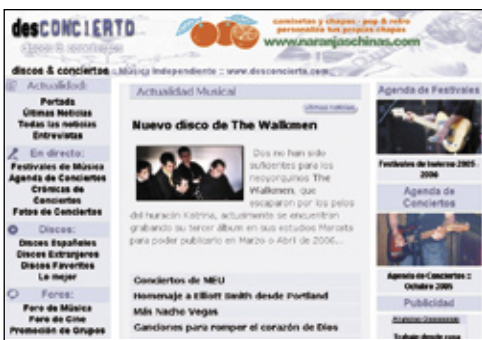 desCONCIERTO
discos & conciertos
camisetas y chapas - pop & retro
personaliza tus propias chapas
www.naranjaschinas.com
discos & conciertos :: Música Independiente :: www.desconcierto.com
Actualidad:
Portada
Últimas Noticias
Todas las noticias
Entrevistas
En directo:
Festivales de Música
Agenda de Conciertos
Crónicas de
Conciertos
Fotos de Conciertos
Discos:
Discos Españoles
Discos Extranjeros
Discos Favoritos
Lo mejor
Foros:
Foro de Música
Foro de Cine
Promoción de Grupos
Actualidad Musical
últimas noticias
Nuevo disco de The Walkmen
Dos no han sido
suficientes para los
neoyorquinos The
Walkmen, que
escaparon por los pelos
del huracán Katrina, actualmente se encuentran
grabando su tercer álbum en sus estudios Marcata
para poder publicarlo en Marzo o Abril de 2006...
Conciertos de MEU
Homenaje a Elliott Smith desde Portland
Más Nacho Vegas
Canciones para romper el corazón de Dios
Agenda de Festivales
Festivales de Invierno 2005 -
2006
Agenda de
Conciertos
Agenda de Conciertos ::
Octubre 2005
Publicidad
Trabaje desde casa